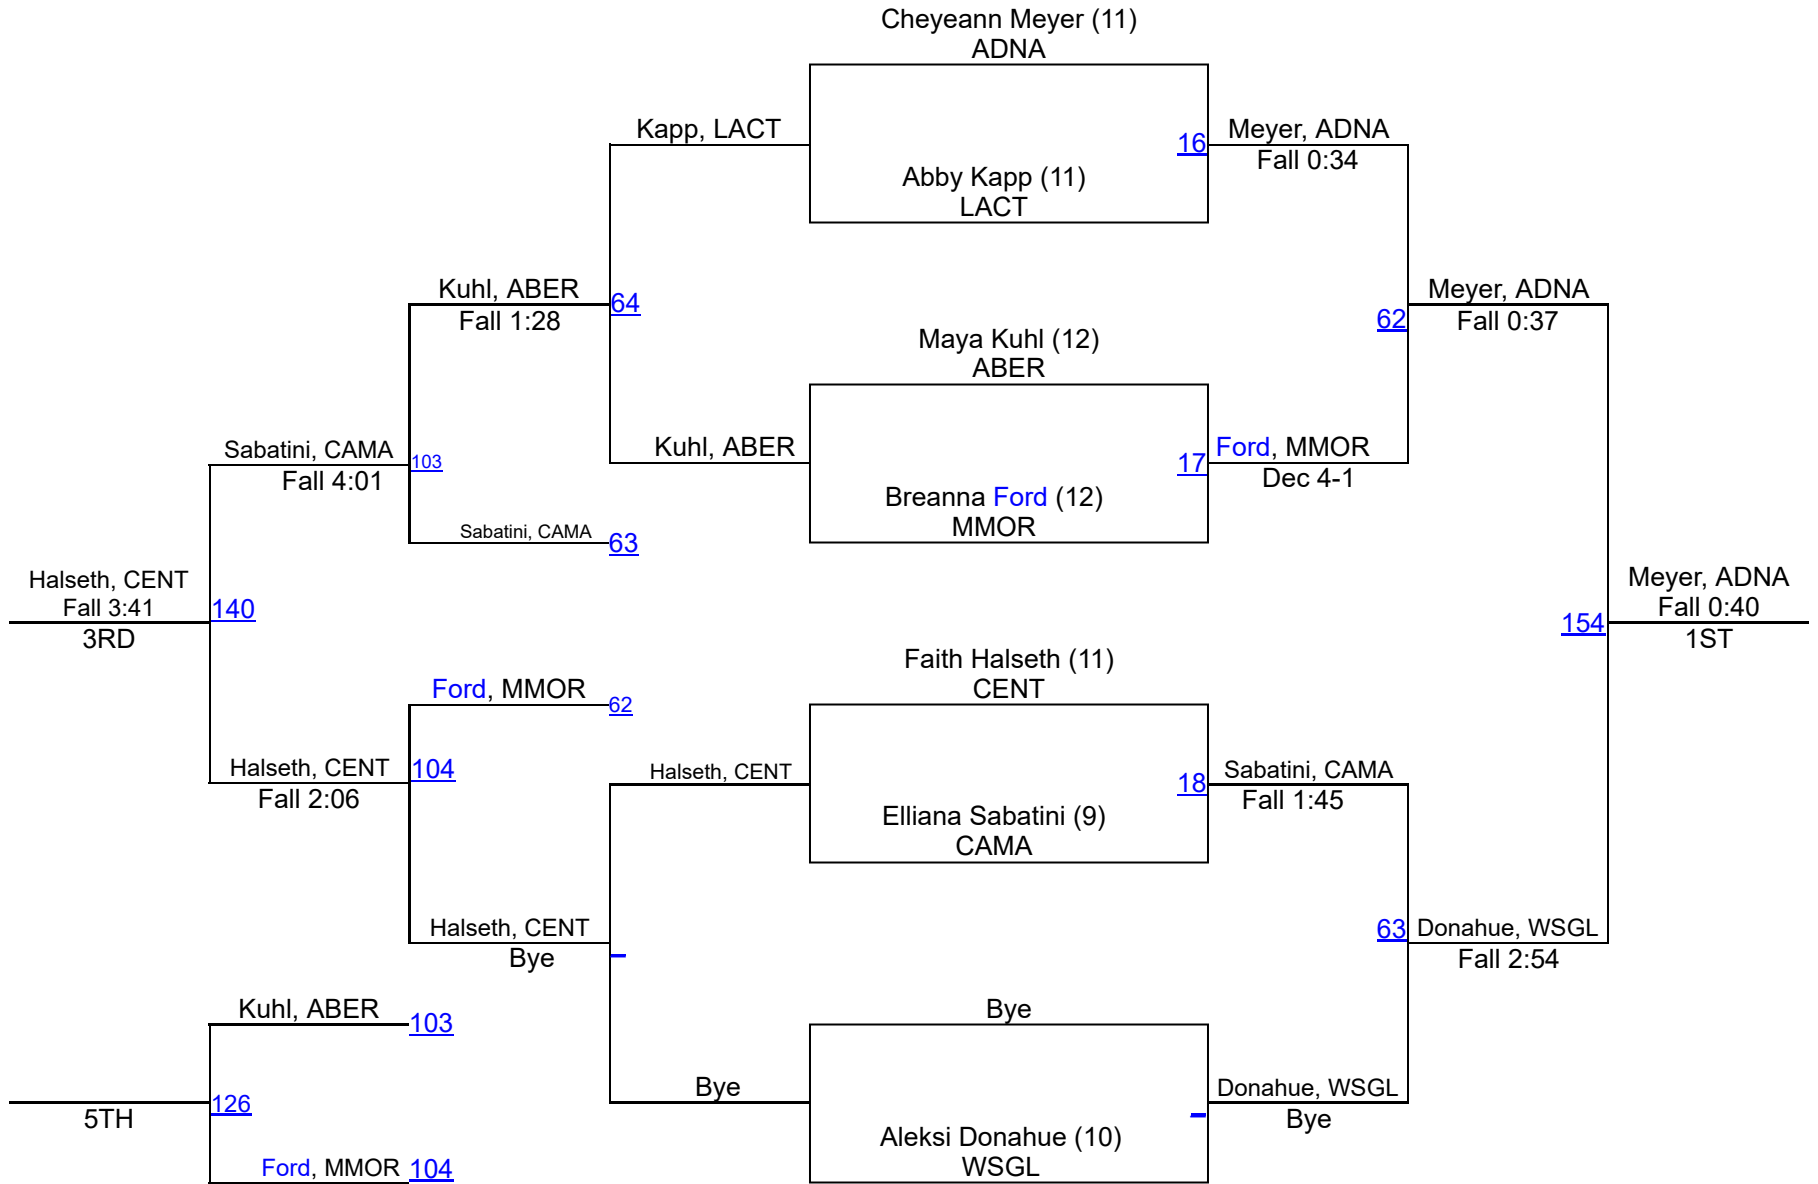 Cheyeann Meyer (11)
ADNA
Kapp, LACT
16
Meyer, ADNA
Fall 0:34
Abby Kapp (11)
LACT
Kuhl, ABER
Fall 1:28
64
Meyer, ADNA
Fall 0:37
62
Maya Kuhl (12)
ABER
Sabatini, CAMA
Fall 4:01
103
Kuhl, ABER
17
Ford, MMOR
Dec 4-1
Breanna Ford (12)
MMOR
Sabatini, CAMA
63
Halseth, CENT
Fall 3:41
3RD
140
154
Meyer, ADNA
Fall 0:40
1ST
Faith Halseth (11)
CENT
Ford, MMOR
62
Halseth, CENT
Fall 2:06
104
Halseth, CENT
18
Sabatini, CAMA
Fall 1:45
Elliana Sabatini (9)
CAMA
Halseth, CENT
Bye
63
Donahue, WSGL
Fall 2:54
Kuhl, ABER
103
Bye
5TH
126
Bye
Donahue, WSGL
Bye
Aleksi Donahue (10)
WSGL
Ford, MMOR
104